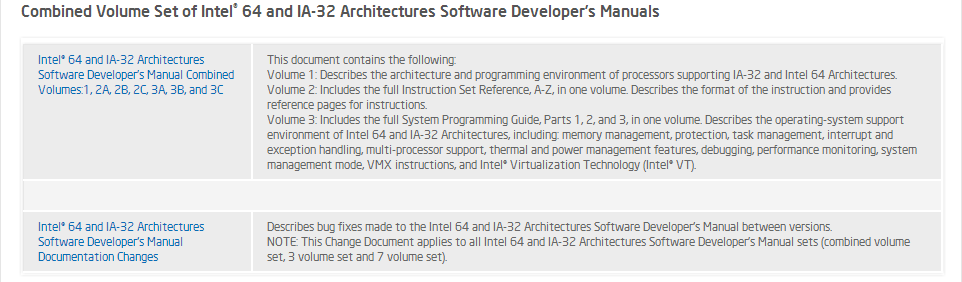 Combined Volume Set of Intel® 64 and IA-32 Architectures Software Developer's Manuals
Intel® 64 and IA-32 Architectures
Software Developer's Manual Combined
Volumes:1, 2A, 2B, 2C, 3A, 3B, and 3C
This document contains the following:
Volume 1: Describes the architecture and programming environment of processors supporting IA-32 and Intel 64 Architectures.
Volume 2: Includes the full Instruction Set Reference, A-Z, in one volume. Describes the format of the instruction and provides
reference pages for instructions.
Volume 3: Includes the full System Programming Guide, Parts 1, 2, and 3, in one volume. Describes the operating-system support
environment of Intel 64 and IA-32 Architectures, including: memory management, protection, task management, interrupt and
exception handling, multi-processor support, thermal and power management features, debugging, performance monitoring, system
management mode, VMX instructions, and Intel® Virtualization Technology (Intel® VT).
Intel® 64 and IA-32 Architectures
Software Developer's Manual
Documentation Changes
Describes bug fixes made to the Intel 64 and IA-32 Architectures Software Developer's Manual between versions.
NOTE: This Change Document applies to all Intel 64 and IA-32 Architectures Software Developer's Manual sets (combined volume
set, 3 volume set and 7 volume set).